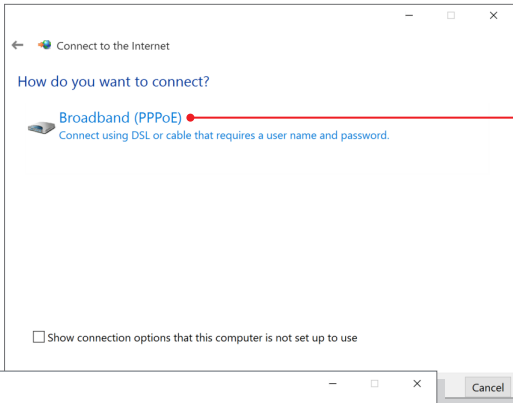 Connect to the Internet
How do you want to connect?
Broadband (PPPoE)
Connect using DSL or cable that requires a user name and password.
Show connection options that this computer is not set up to use
Cancel